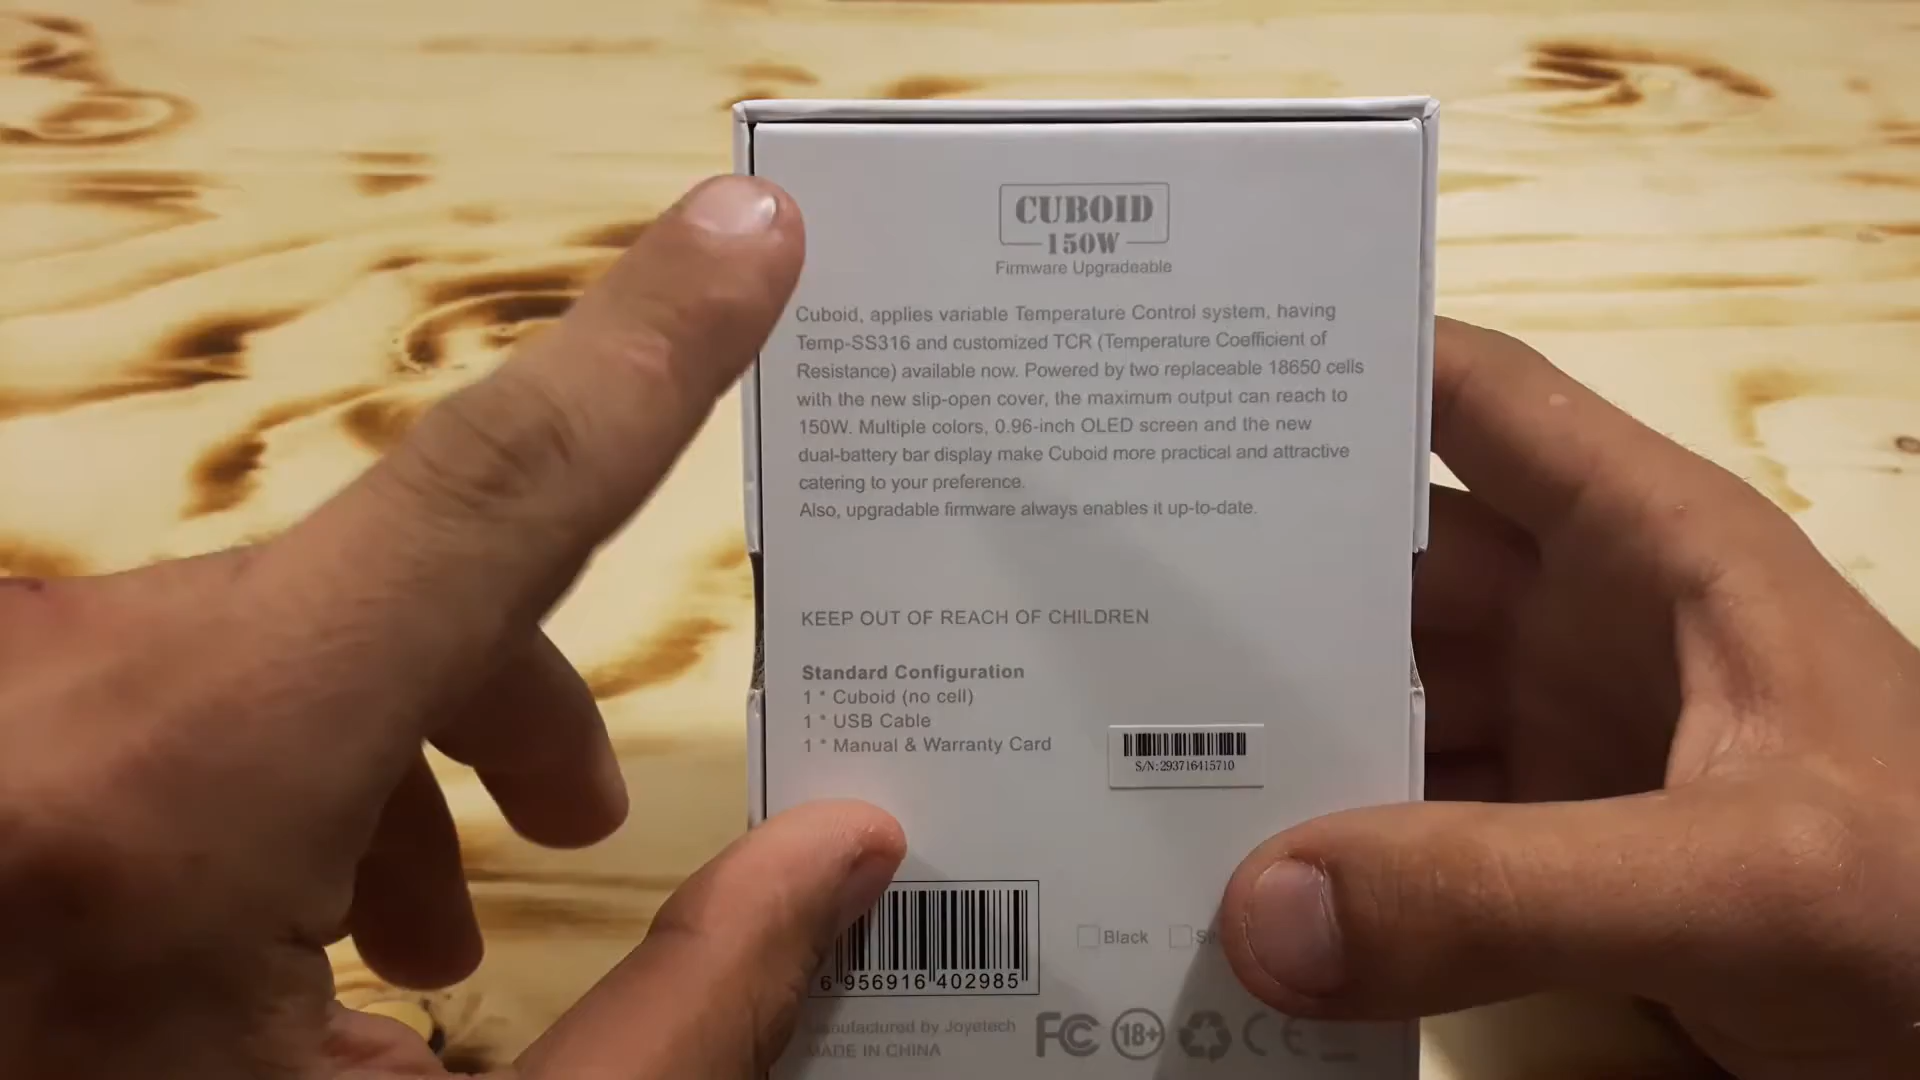 CUBOID
150W
Firmware Upgradeable
Cuboid, applies variable Temperature Control system, having
Temp-SS316 and customized TCR (Temperature Coefficient of
Resistance) available now. Powered by two replaceable 18650 cells
with the new slip-open cover, the maximum output can reach to
150W. Multiple colors, 0.96-inch OLED screen and the new
dual-battery bar display make Cuboid more practical and attractive
catering to your preference.
Also, upgradable firmware always enables it up-to-date.
KEEP OUT OF REACH OF CHILDREN
Standard Configuration
1 * Cuboid (no cell)
1 * USB Cable
1 * Manual & Warranty Card
S/N:293716415710
Black
6 956916 402985
by Joyetech
MADE IN CHINA
FC 18+ CE